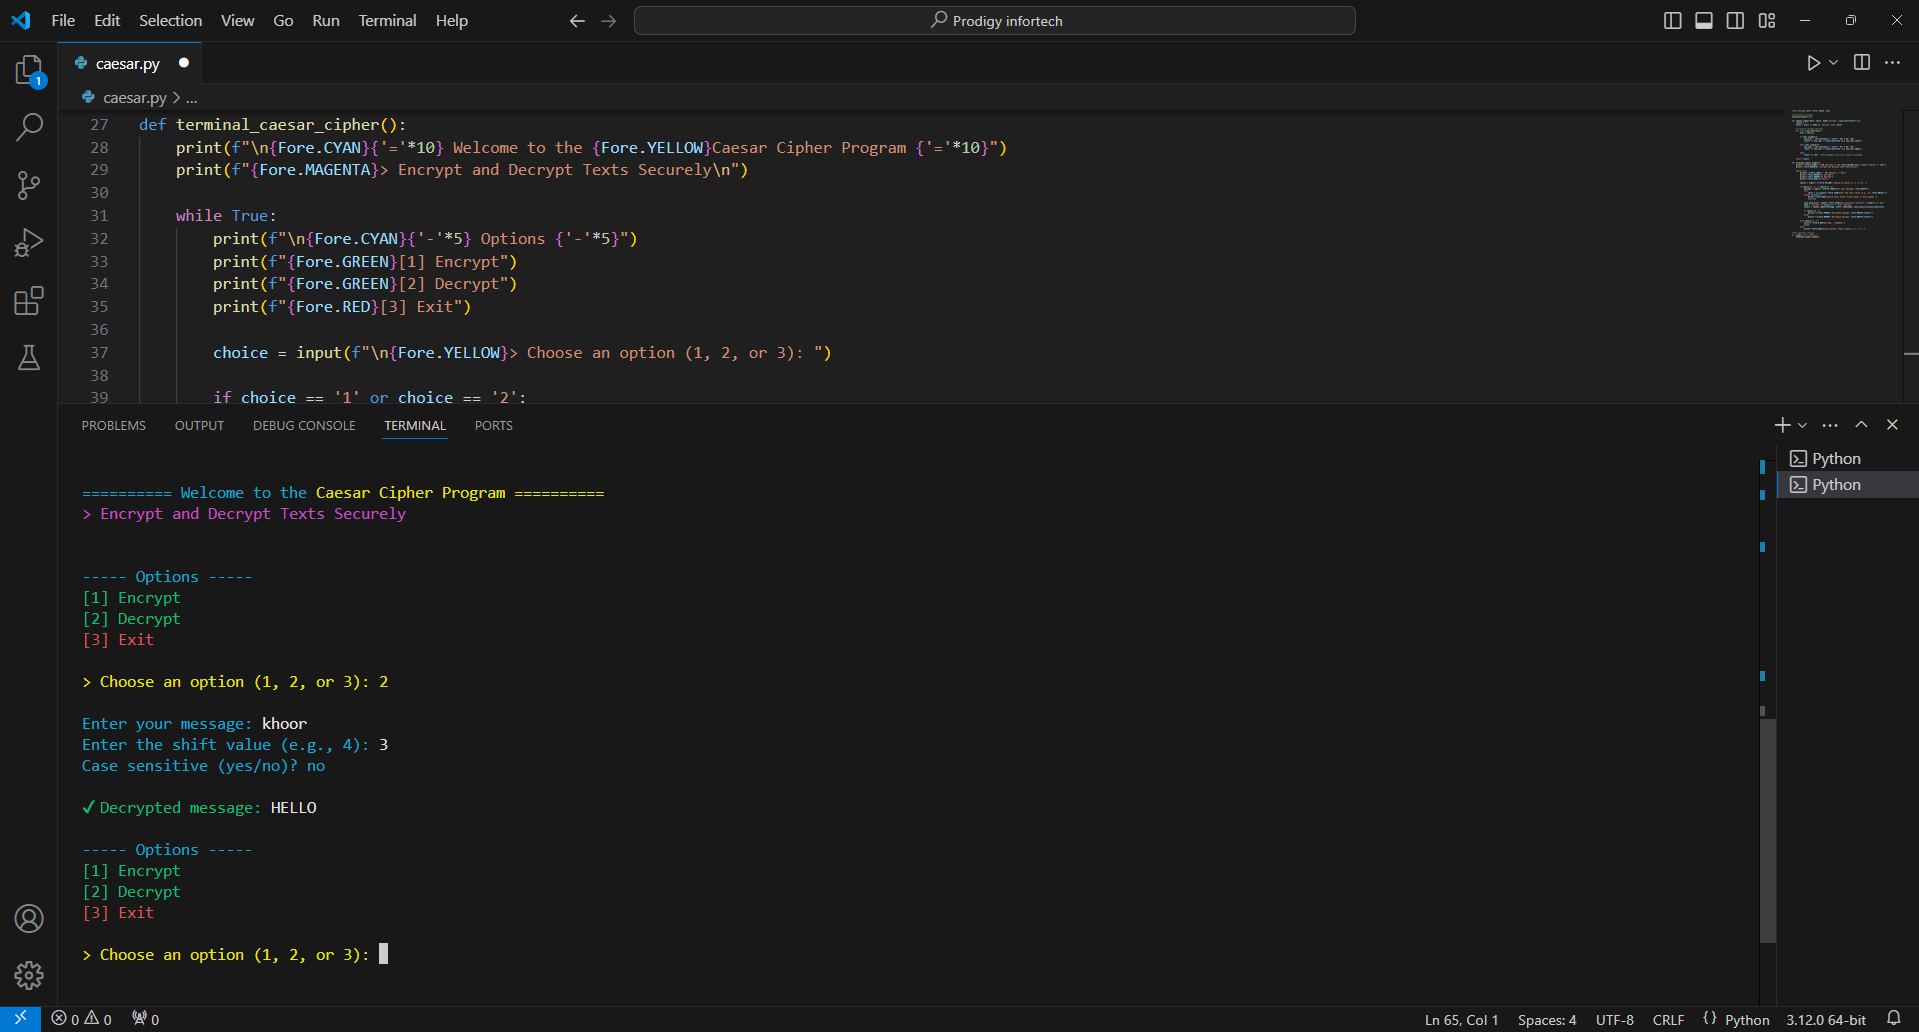 File Edit Selection View Go Run Terminal Help
Prodigy infortech
1
caesar.py
caesar.py > ...
27 def terminal_caesar_cipher():
28 print(f"\n{Fore.CYAN}{'='*10} Welcome to the {Fore.YELLOW}Caesar Cipher Program {'='*10}")
29 print(f"{Fore.MAGENTA}> Encrypt and Decrypt Texts Securely\n")
30
31 while True:
32 print(f"\n{Fore.CYAN}{'-'*5} Options {'-'*5}")
33 print(f"{Fore.GREEN}[1] Encrypt")
34 print(f"{Fore.GREEN}[2] Decrypt")
35 print(f"{Fore.RED}[3] Exit")
36
37 choice = input(f"\n{Fore.YELLOW}> Choose an option (1, 2, or 3): ")
38
39 if choice == '1' or choice == '2':
PROBLEMS OUTPUT DEBUG CONSOLE TERMINAL PORTS
Python
Python
========== Welcome to the Caesar Cipher Program ==========
> Encrypt and Decrypt Texts Securely
----- Options -----
[1] Encrypt
[2] Decrypt
[3] Exit
> Choose an option (1, 2, or 3): 2
Enter your message: khoor
Enter the shift value (e.g., 4): 3
Case sensitive (yes/no)? no
✓ Decrypted message: HELLO
----- Options -----
[1] Encrypt
[2] Decrypt
[3] Exit
> Choose an option (1, 2, or 3):
0 0 0 Ln 65, Col 1 Spaces: 4 UTF-8 CRLF {} Python 3.12.0 64-bit